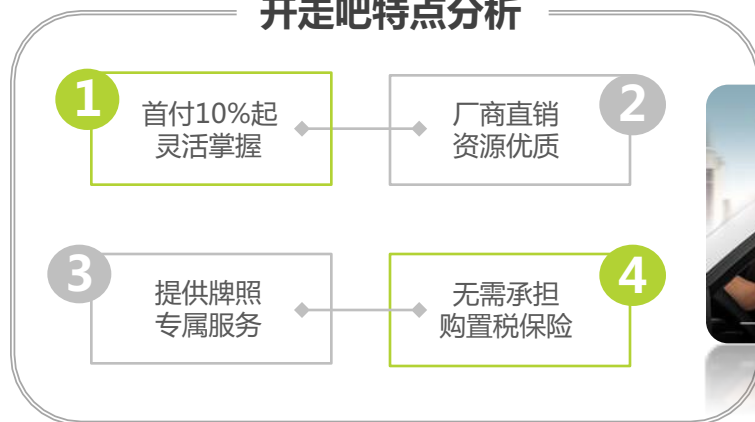 开走吧特点分析
1
首付10%起
灵活掌握
厂商直销
资源优质
2
3
提供牌照
专属服务
无需承担
购置税保险
4